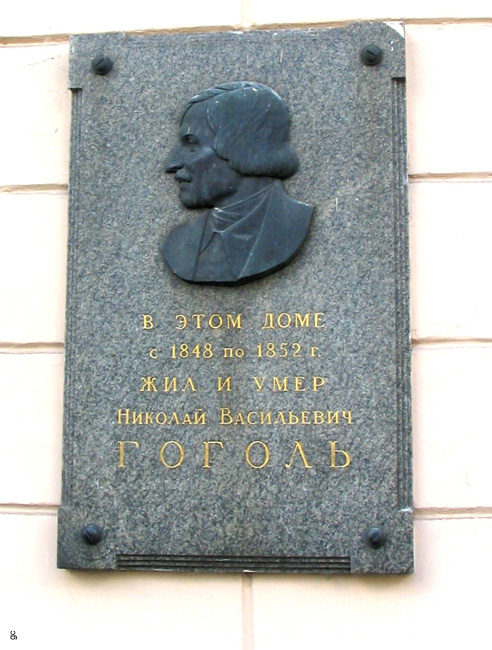 В ЭТОМ ДОМЕ
с 1848 по 1852 г.
ЖИЛ И УМЕР
НИКОЛАЙ ВАСИЛЬЕВИЧ
ГОГОЛЬ